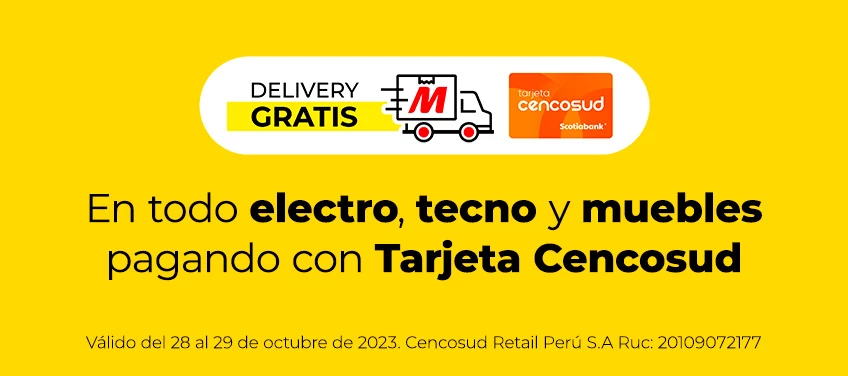 DELIVERY
GRATIS
M
tarjeta
cencosud
Scotiabank
En todo electro, tecno y muebles
pagando con Tarjeta Cencosud
Válido del 28 al 29 de octubre de 2023. Cencosud Retail Perú S.A Ruc: 20109072177